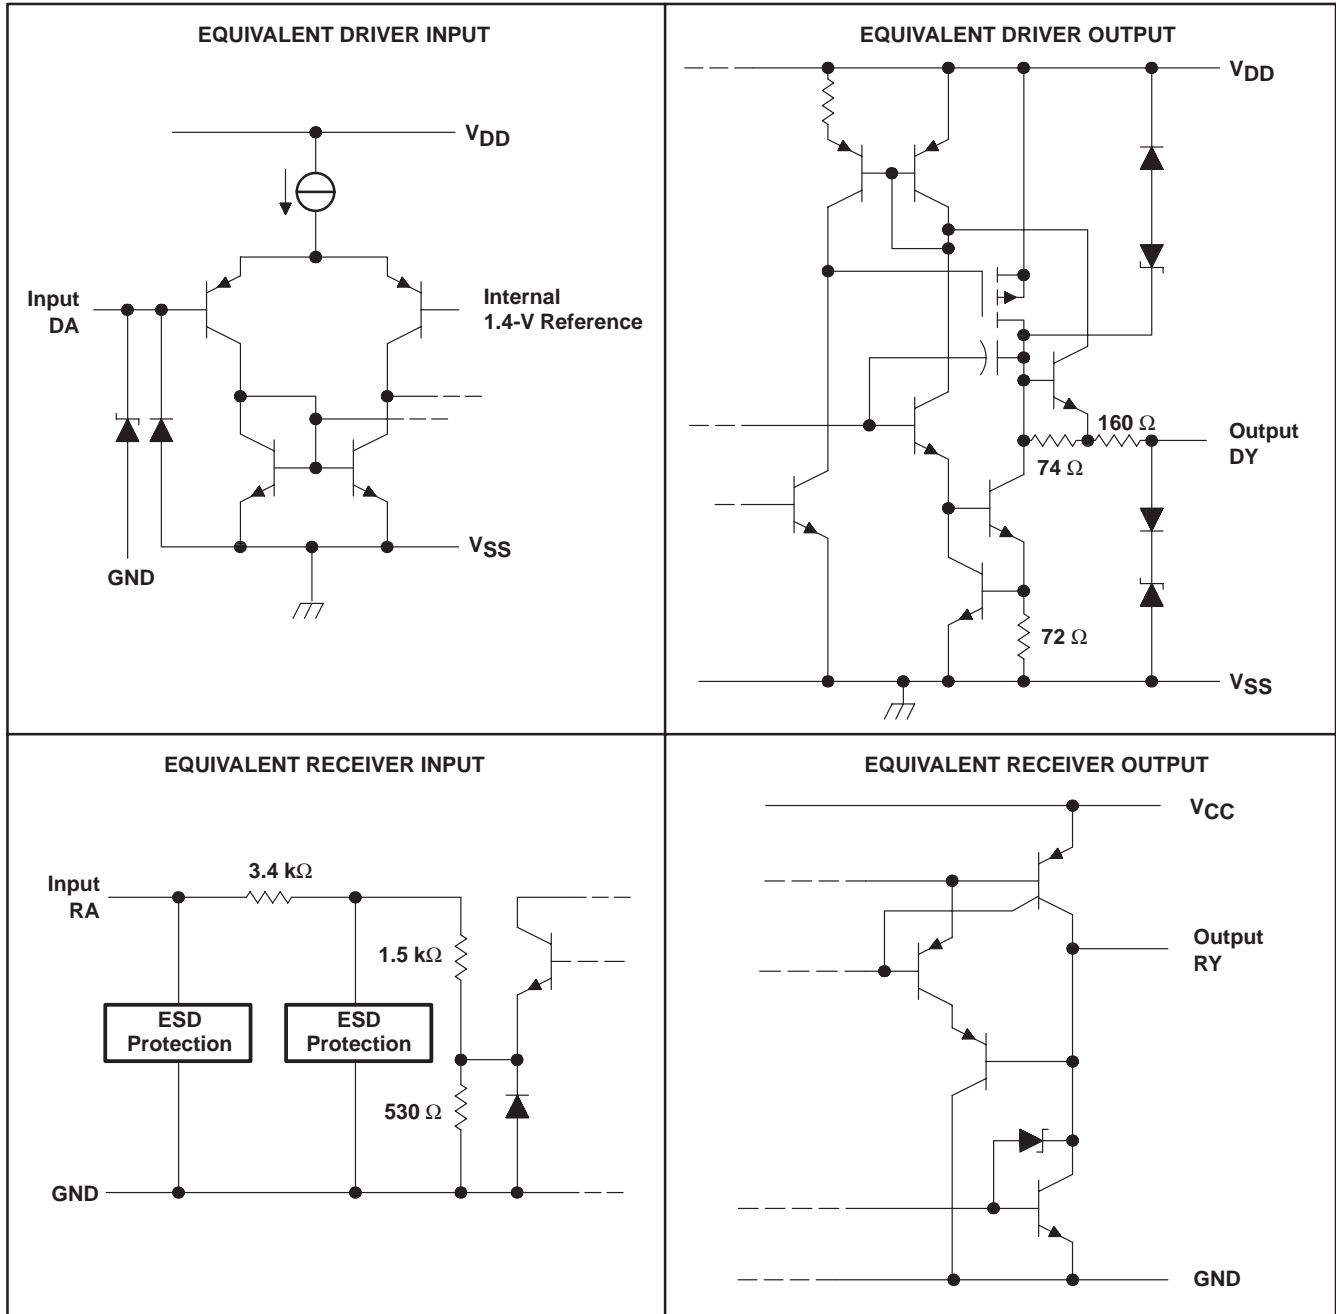 EQUIVALENT DRIVER INPUT
VDD
Input
DA
Internal
1.4-V Reference
GND
VSS
EQUIVALENT DRIVER OUTPUT
VDD
160 Ω
Output
DY
74 Ω
72 Ω
VSS
EQUIVALENT RECEIVER INPUT
3.4 kΩ
Input
RA
1.5 kΩ
ESD
Protection
ESD
Protection
530 Ω
GND
EQUIVALENT RECEIVER OUTPUT
VCC
Output
RY
GND